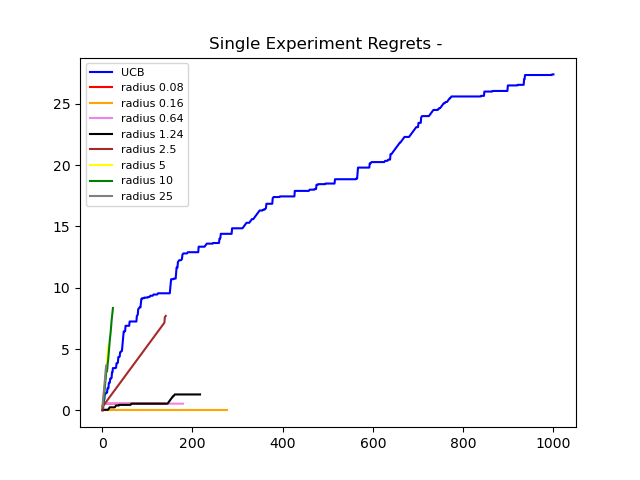 Single Experiment Regrets -
UCB
radius 0.08
radius 0.16
radius 0.64
radius 1.24
radius 2.5
radius 5
radius 10
radius 25
25
20
15
10
5
0
0 200 400 600 800 1000